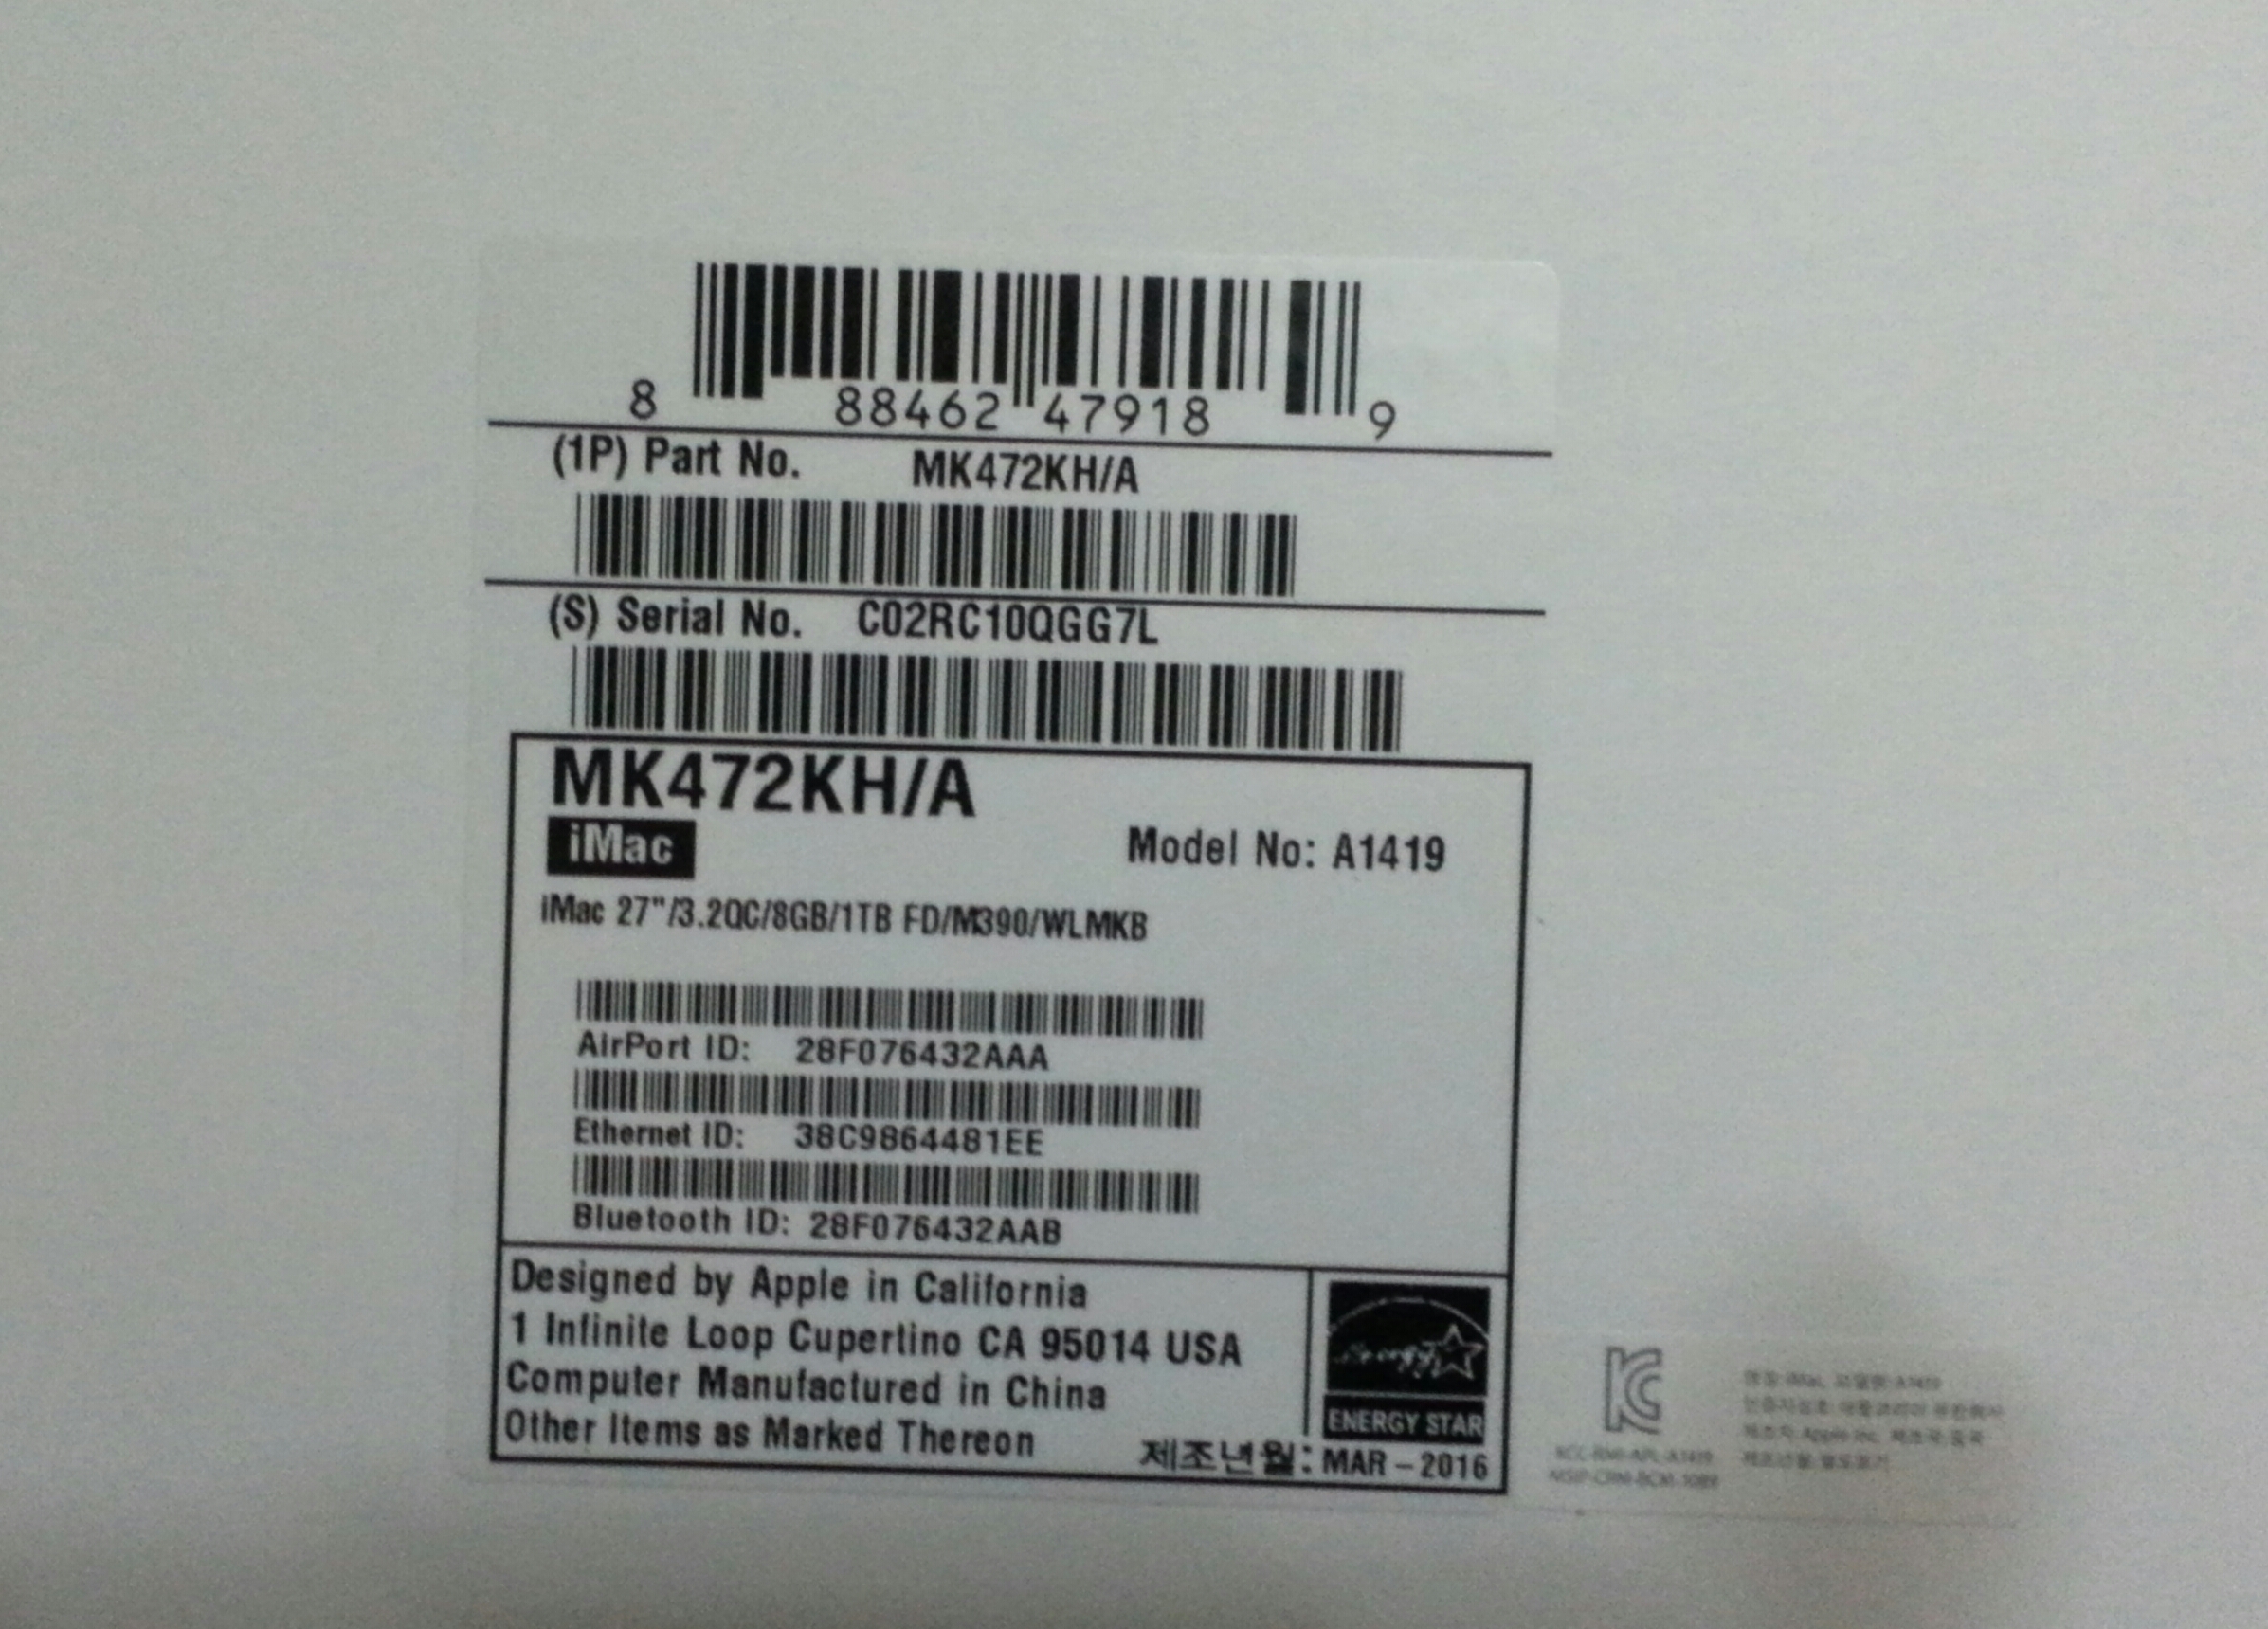 8 88462 47918 9
(1P) Part No. MK472KH/A
(S) Serial No. C02RC10QGG7L
MK472KH/A
iMac
Model No: A1419
iMac 27"/3.2QC/8GB/1TB FD/M390/WLMKB
AirPort ID: 28F076432AAA
Ethernet ID: 38C9864481EE
Bluetooth ID: 28F076432AAB
Designed by Apple in California
1 Infinite Loop Cupertino CA 95014 USA
Computer Manufactured in China
Other Items as Marked Thereon
energy
ENERGY STAR
제조년월: MAR – 2016